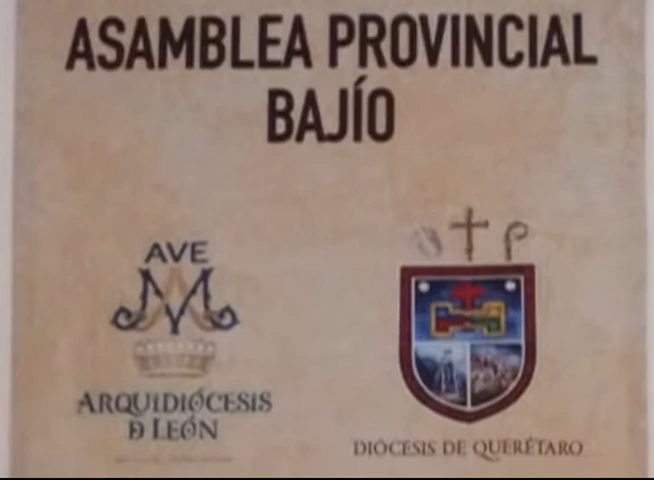 ASAMBLEA PROVINCIAL
BAJÍO
AVE
ARQUIDIÓCESIS
D LEÓN
DIÓCESIS DE QUERÉTARO